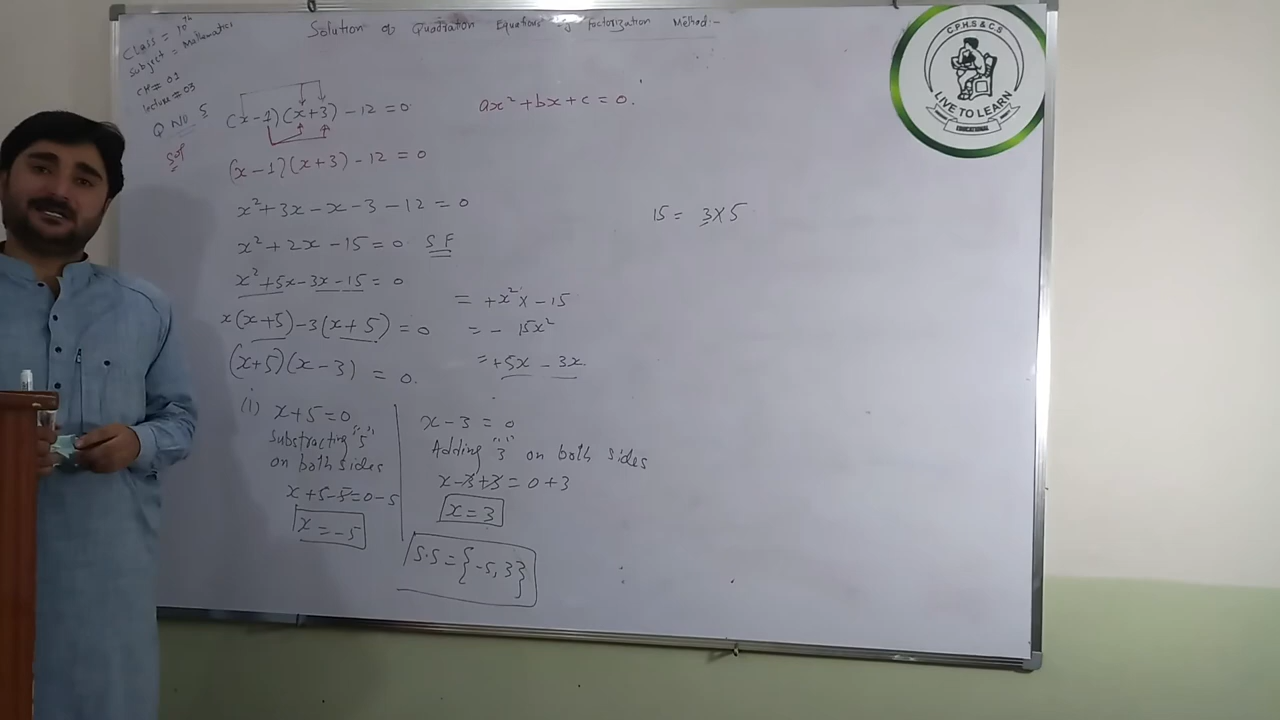 Class = 10th
Subject = Mathematics
CH = 01
lecture = 03
Solution of Quadration Equations by Factorization Method:-
Q NO. 5
(x-1)(x+3)-12=0
ax²+bx+c=0.
Sol
(x-1)(x+3)-12=0
x²+3x-x-3-12=0
x²+2x-15=0 S F
x²+5x-3x-15=0
x(x+5)-3(x+5)=0
(x+5)(x-3)=0.
15=3×5
=+x²×-15
=-15x²
=+5x-3x.
(1) x+5=0
Substracting "5"
on both sides
x+5-5=0-5
x=-5
x-3=0
Adding "3" on both sides
x-3+3=0+3
x=3
S.S={-5,3}
C.P.H.S & C.S
LIVE TO LEARN
EDUCATIONAL